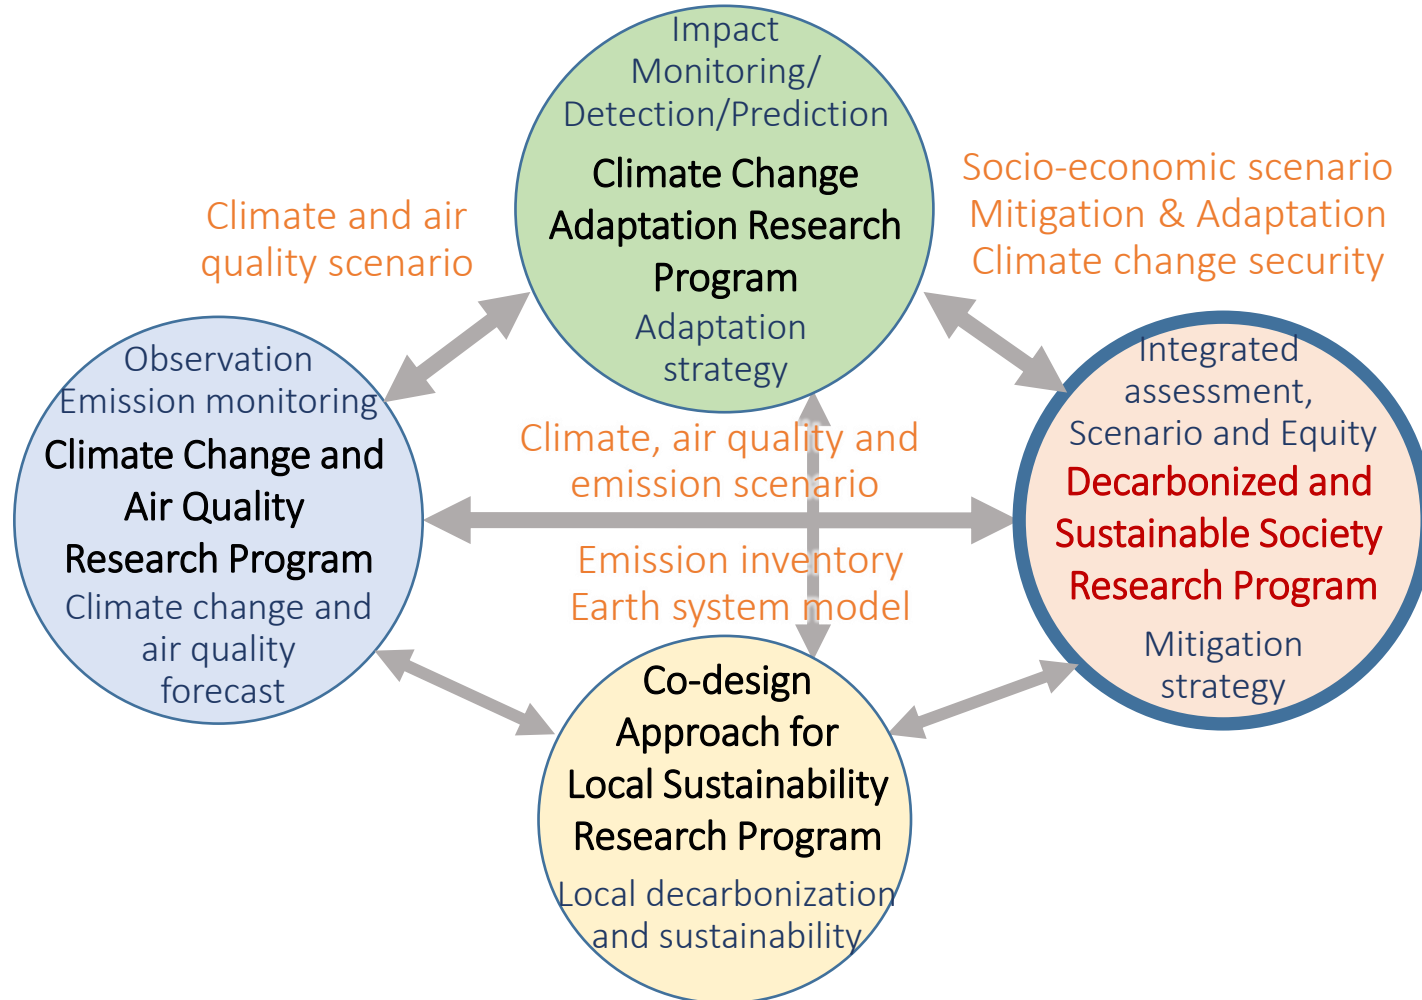 Impact
Monitoring/
Detection/Prediction
Climate Change
Adaptation Research
Program
Adaptation
strategy
Climate and air
quality scenario
Socio-economic scenario
Mitigation & Adaptation
Climate change security
Observation
Emission monitoring
Climate Change and
Air Quality
Research Program
Climate change and
air quality
forecast
Climate, air quality and
emission scenario
Emission inventory
Earth system model
Integrated
assessment,
Scenario and Equity
Decarbonized and
Sustainable Society
Research Program
Mitigation
strategy
Co-design
Approach for
Local Sustainability
Research Program
Local decarbonization
and sustainability